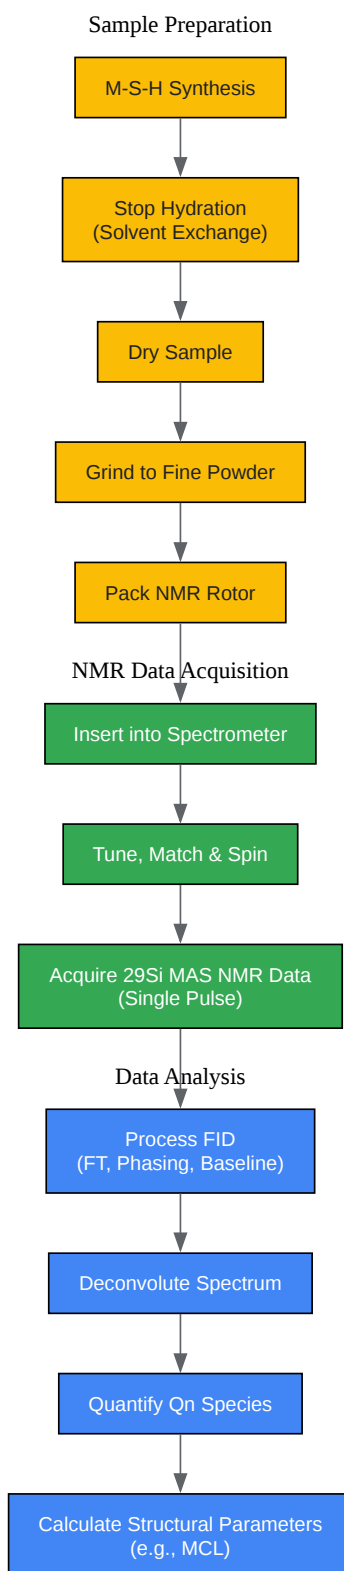 Sample Preparation
M-S-H Synthesis
Stop Hydration
(Solvent Exchange)
Dry Sample
Grind to Fine Powder
Pack NMR Rotor
NMR Data Acquisition
Insert into Spectrometer
Tune, Match & Spin
Acquire 29Si MAS NMR Data
(Single Pulse)
Data Analysis
Process FID
(FT, Phasing, Baseline)
Deconvolute Spectrum
Quantify Qn Species
Calculate Structural Parameters
(e.g., MCL)